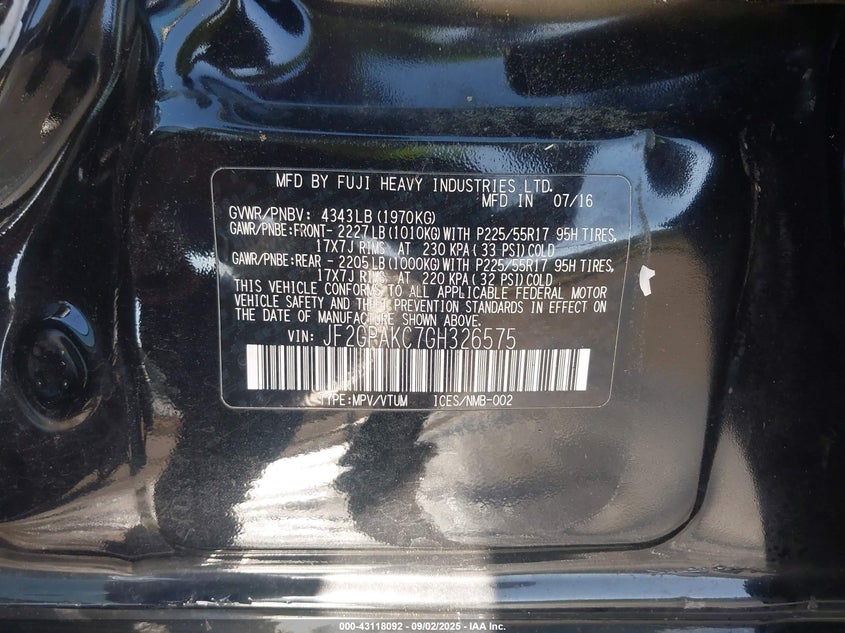 MFD BY FUJI HEAVY INDUSTRIES LTD.
MFD IN 07/16
GVWR/PNBV: 4343LB(1970KG)
GAWR/PNBE:FRONT- 2227LB(1010KG)WITH P225/55R17 95H TIRES,
17X7J RIMS AT 230 KPA(33 PSI)COLD
GAWR/PNBE:REAR - 2205LB(1000KG)WITH P225/55R17 95H TIRES,
17X7J RIMS AT 220 KPA(32 PSI)COLD
THIS VEHICLE CONFORMS TO ALL APPLICABLE FEDERAL MOTOR
VEHICLE SAFETY AND THEFT PREVENTION STANDARDS IN EFFECT
ON THE DATE OF MANUFACTURE SHOWN ABOVE.
VIN: JF2GPAKC7GH326575
TYPE:MPV/VTUM ICES/NMB-002
000-43118092 - 09/02/2025 - IAA Inc.